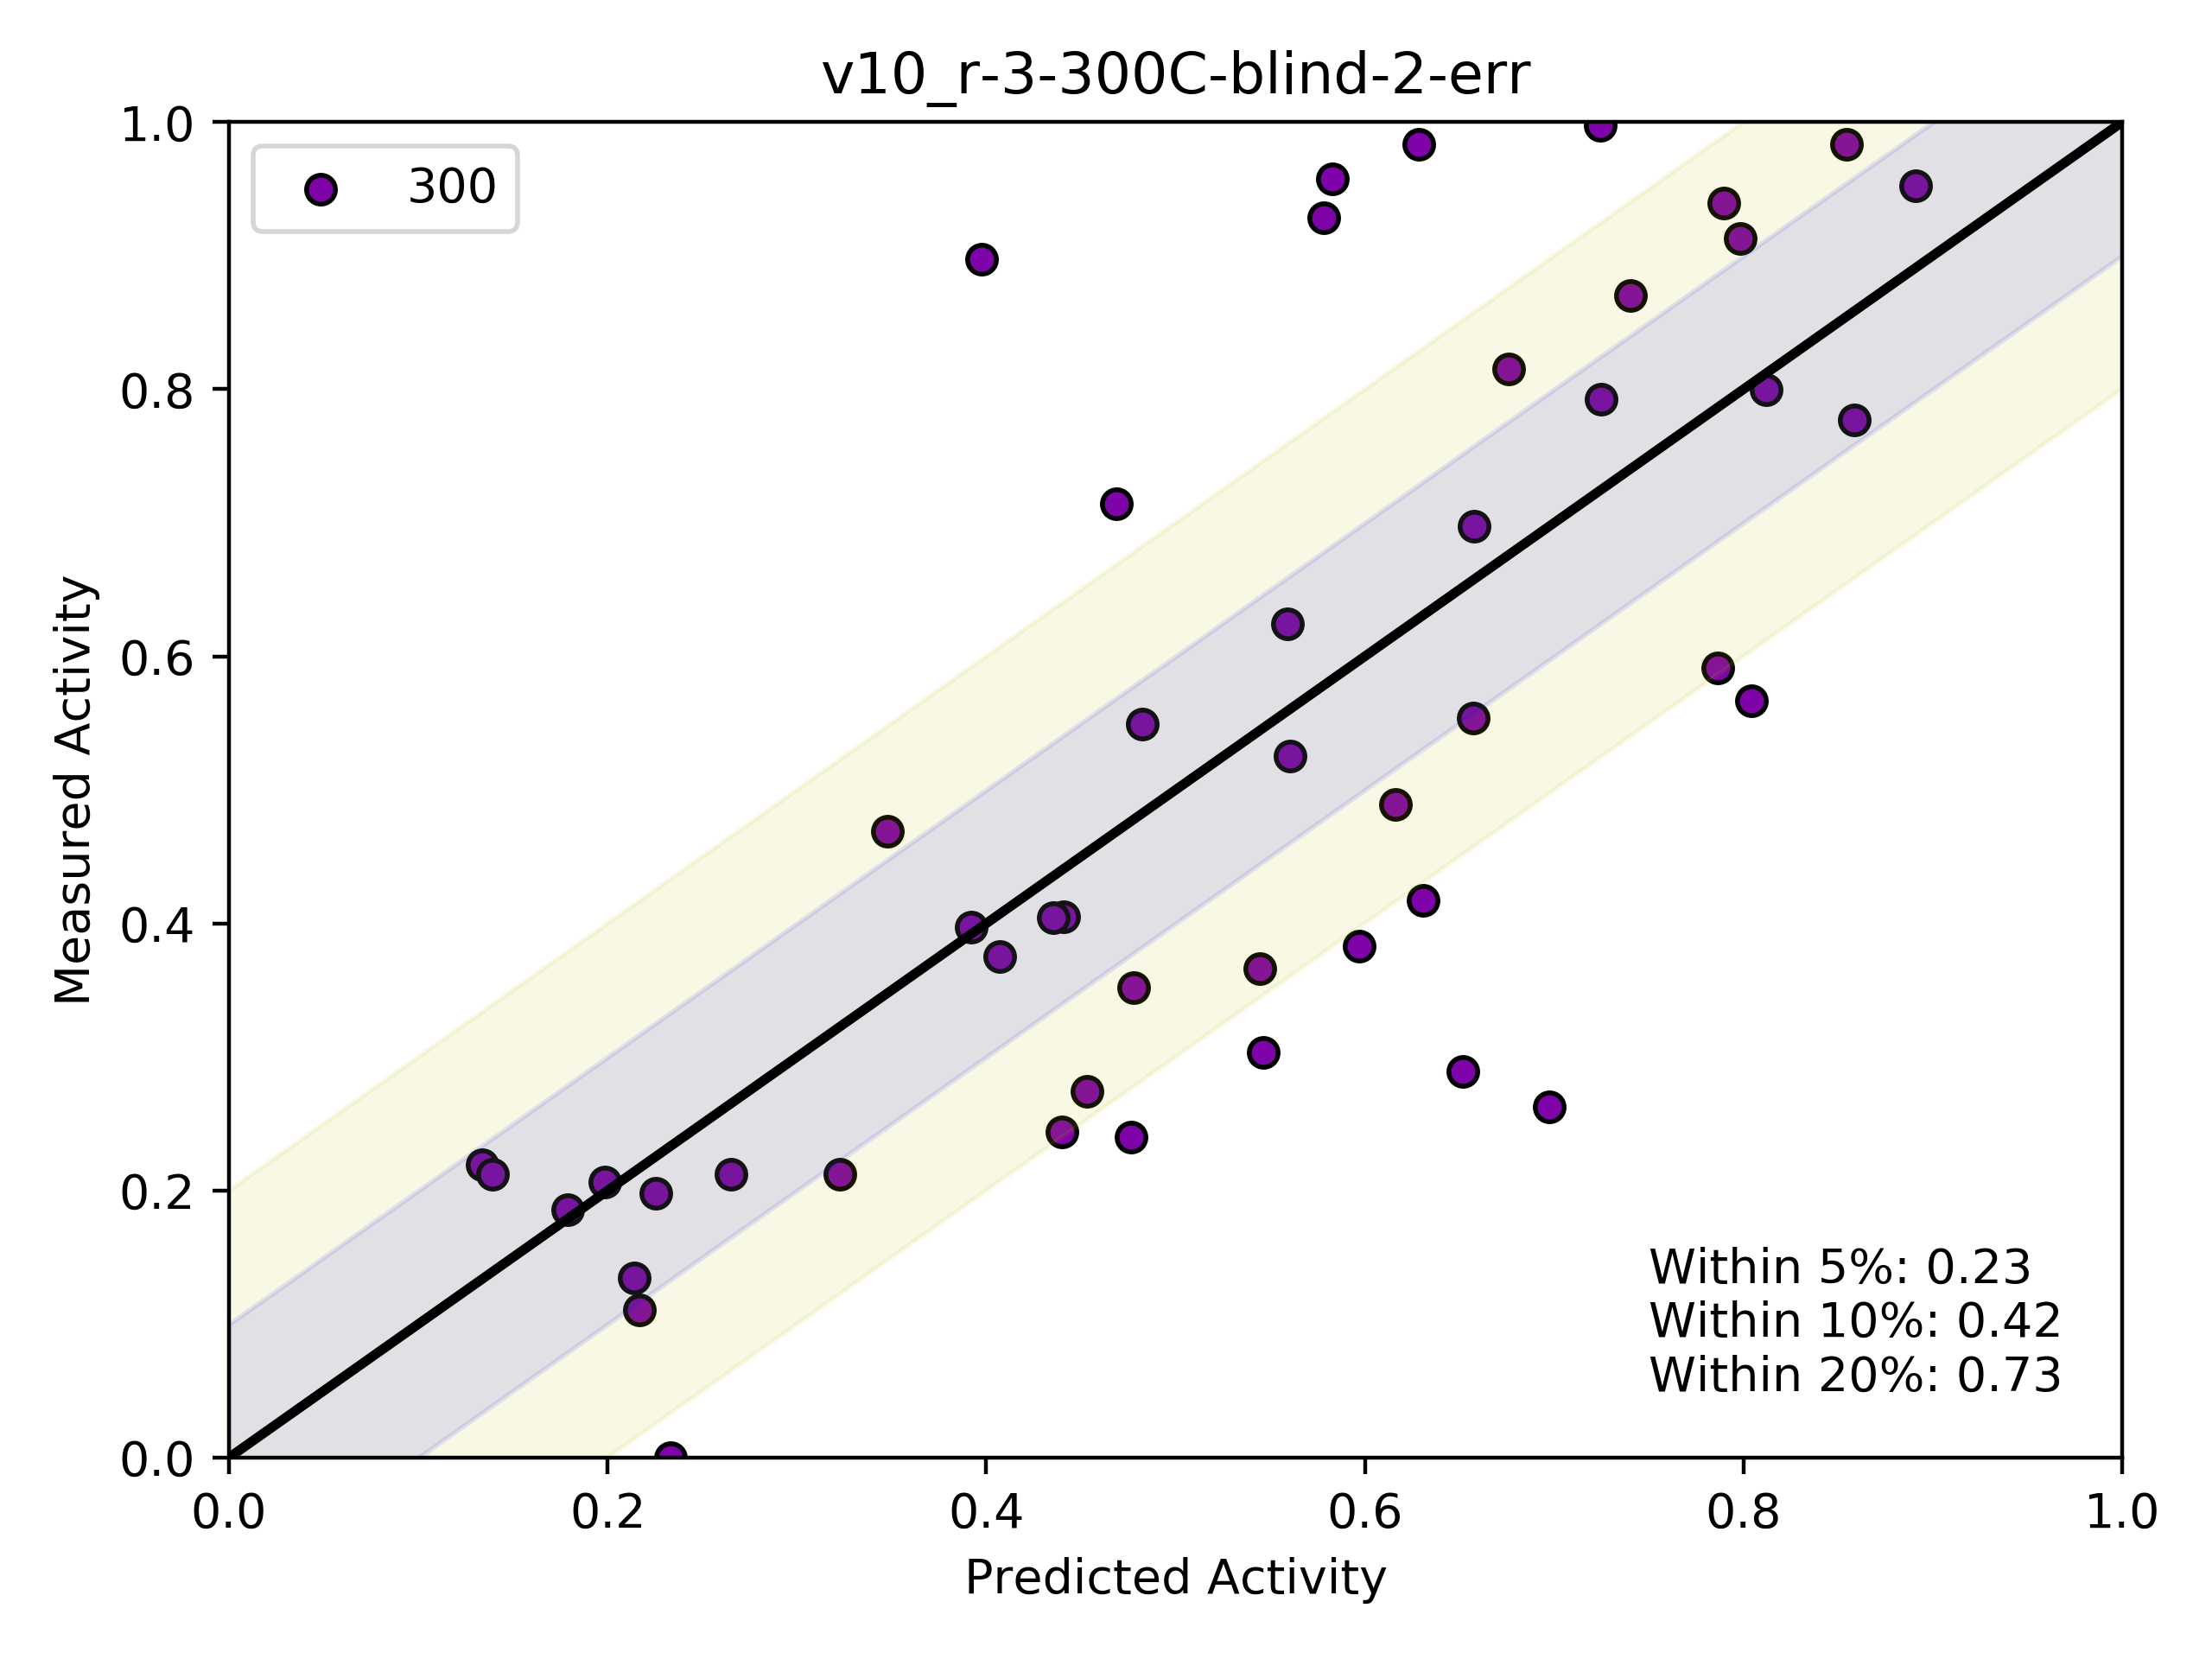 v10_r-3-300C-blind-2-err
1.0
300
0.8
Measured Activity
0.6
0.4
0.2
Within 5%: 0.23
Within 10%: 0.42
Within 20%: 0.73
0.0
0.0 0.2 0.4 0.6 0.8 1.0
Predicted Activity